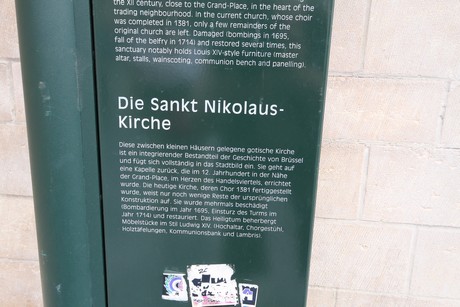 the XII century, close to the Grand-Place, in the heart of the
trading neighbourhood. In the current church, whose choir
was completed in 1381, only a few remainders of the
original church are left. Damaged (bombings in 1695,
fall of the belfry in 1714) and restored several times, this
sanctuary notably holds Louis XIV-style furniture (master
altar, stalls, wainscoting, communion bench and panelling).
Die Sankt Nikolaus-
Kirche
Diese zwischen kleinen Häusern gelegene gotische Kirche
ist ein integrierender Bestandteil der Geschichte von Brüssel
und fügt sich vollständig in das Stadtbild ein. Sie geht auf
eine Kapelle zurück, die im 12. Jahrhundert in der Nähe
der Grand-Place, im Herzen des Handelsviertels, errichtet
wurde. Die heutige Kirche, deren Chor 1381 fertiggestellt
wurde, weist nur noch wenige Reste der ursprünglichen
Konstruktion auf. Sie wurde mehrmals beschädigt
(Bombardierung im Jahr 1695, Einsturz des Turms im
Jahr 1714) und restauriert. Das Heiligtum beherbergt
Möbelstücke im Stil Ludwig XIV. (Hochaltar, Chorgestühl,
Holztäfelungen, Kommunionsbank und Lambris).